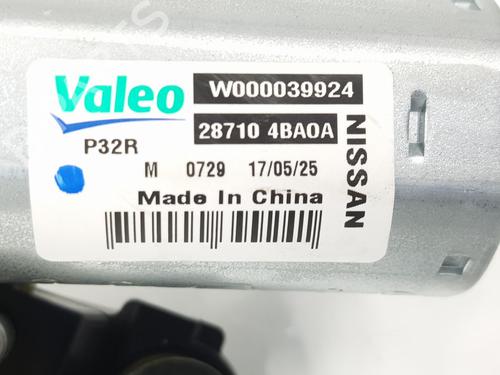 Valeo
W000039924
28710 4BA0A
P32R
M 0729 17/05/25
Made In China
NISSAN